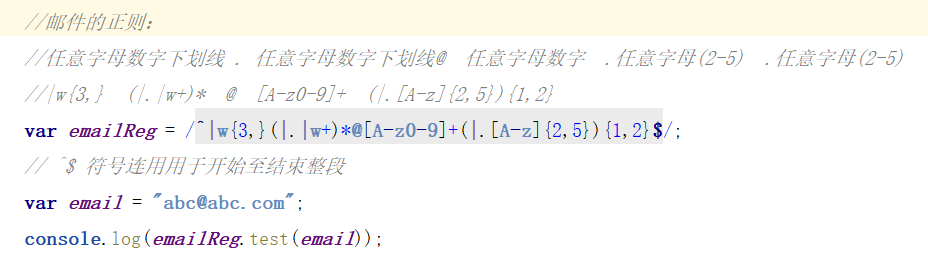 //邮件的正则：
//任意字母数字下划线 . 任意字母数字下划线@ 任意字母数字 .任意字母(2-5) .任意字母(2-5)
//|w{3,} (|.|w+)* @ [A-z0-9]+ (|.[A-z]{2,5}){1,2}
var emailReg = /^|w{3,}(|.|w+)*@[A-z0-9]+(|.[A-z]{2,5}){1,2}$/;
// ^$ 符号连用用于开始至结束整段
var email = "abc@abc.com";
console.log(emailReg.test(email));